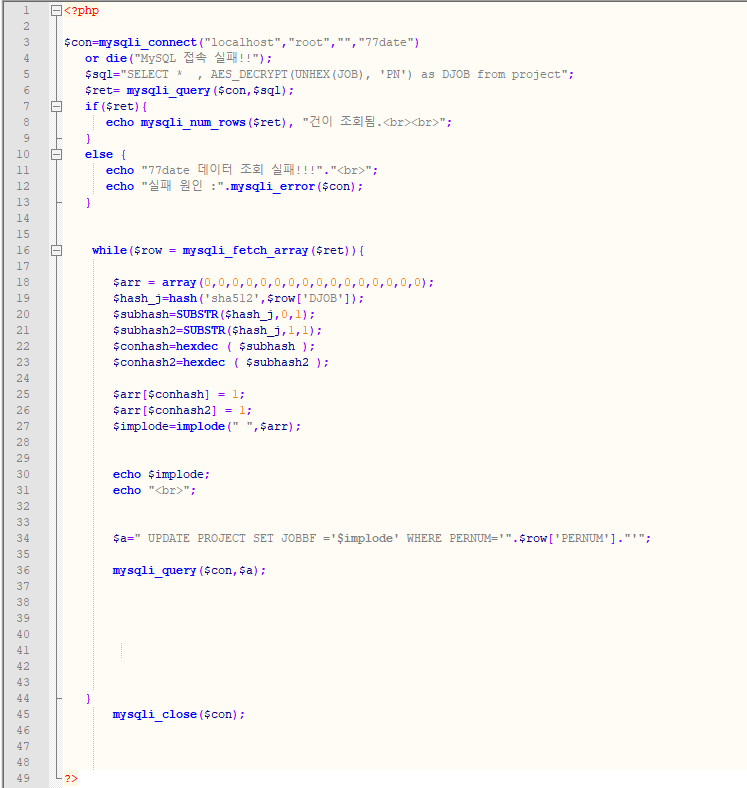 1 <?php
2
3 $con=mysqli_connect("localhost","root","","77date")
4 or die("MySQL 접속 실패!!");
5 $sql="SELECT *  , AES_DECRYPT(UNHEX(JOB), 'PN') as DJOB from project";
6 $ret= mysqli_query($con,$sql);
7 if($ret){
8 echo mysqli_num_rows($ret), "건이 조회됨.<br><br>";
9 }
10 else {
11 echo "77date 데이터 조회 실패!!!"."<br>";
12 echo "실패 원인 :".mysqli_error($con);
13 }
14
15
16 while($row = mysqli_fetch_array($ret)){
17
18 $arr = array(0,0,0,0,0,0,0,0,0,0,0,0,0,0,0,0);
19 $hash_j=hash('sha512',$row['DJOB']);
20 $subhash=SUBSTR($hash_j,0,1);
21 $subhash2=SUBSTR($hash_j,1,1);
22 $conhash=hexdec ( $subhash );
23 $conhash2=hexdec ( $subhash2 );
24
25 $arr[$conhash] = 1;
26 $arr[$conhash2] = 1;
27 $implode=implode(" ",$arr);
28
29
30 echo $implode;
31 echo "<br>";
32
33
34 $a=" UPDATE PROJECT SET JOBBF ='$implode' WHERE PERNUM='".$row['PERNUM']."'";
35
36 mysqli_query($con,$a);
37
38
39
40
41
42
43
44 }
45 mysqli_close($con);
46
47
48
49 ?>